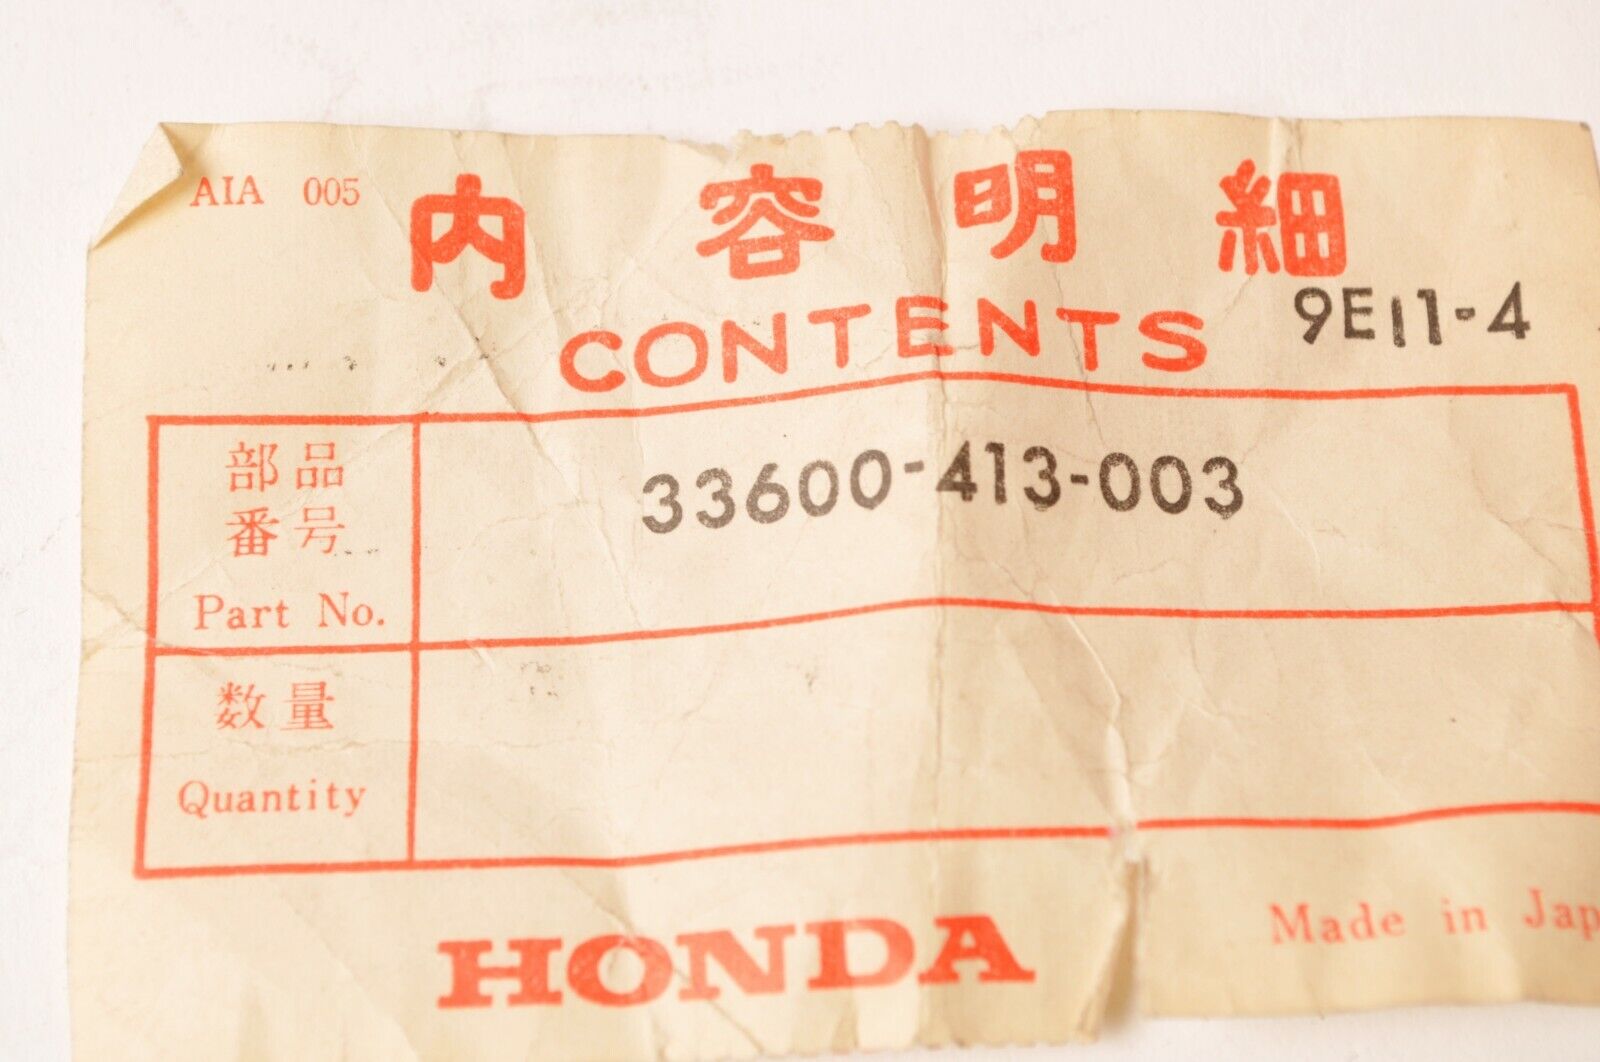 AIA 005
内容明細
CONTENTS
9E11-4
部品
番号
Part No.
33600-413-003
数量
Quantity
HONDA
Made in Jap